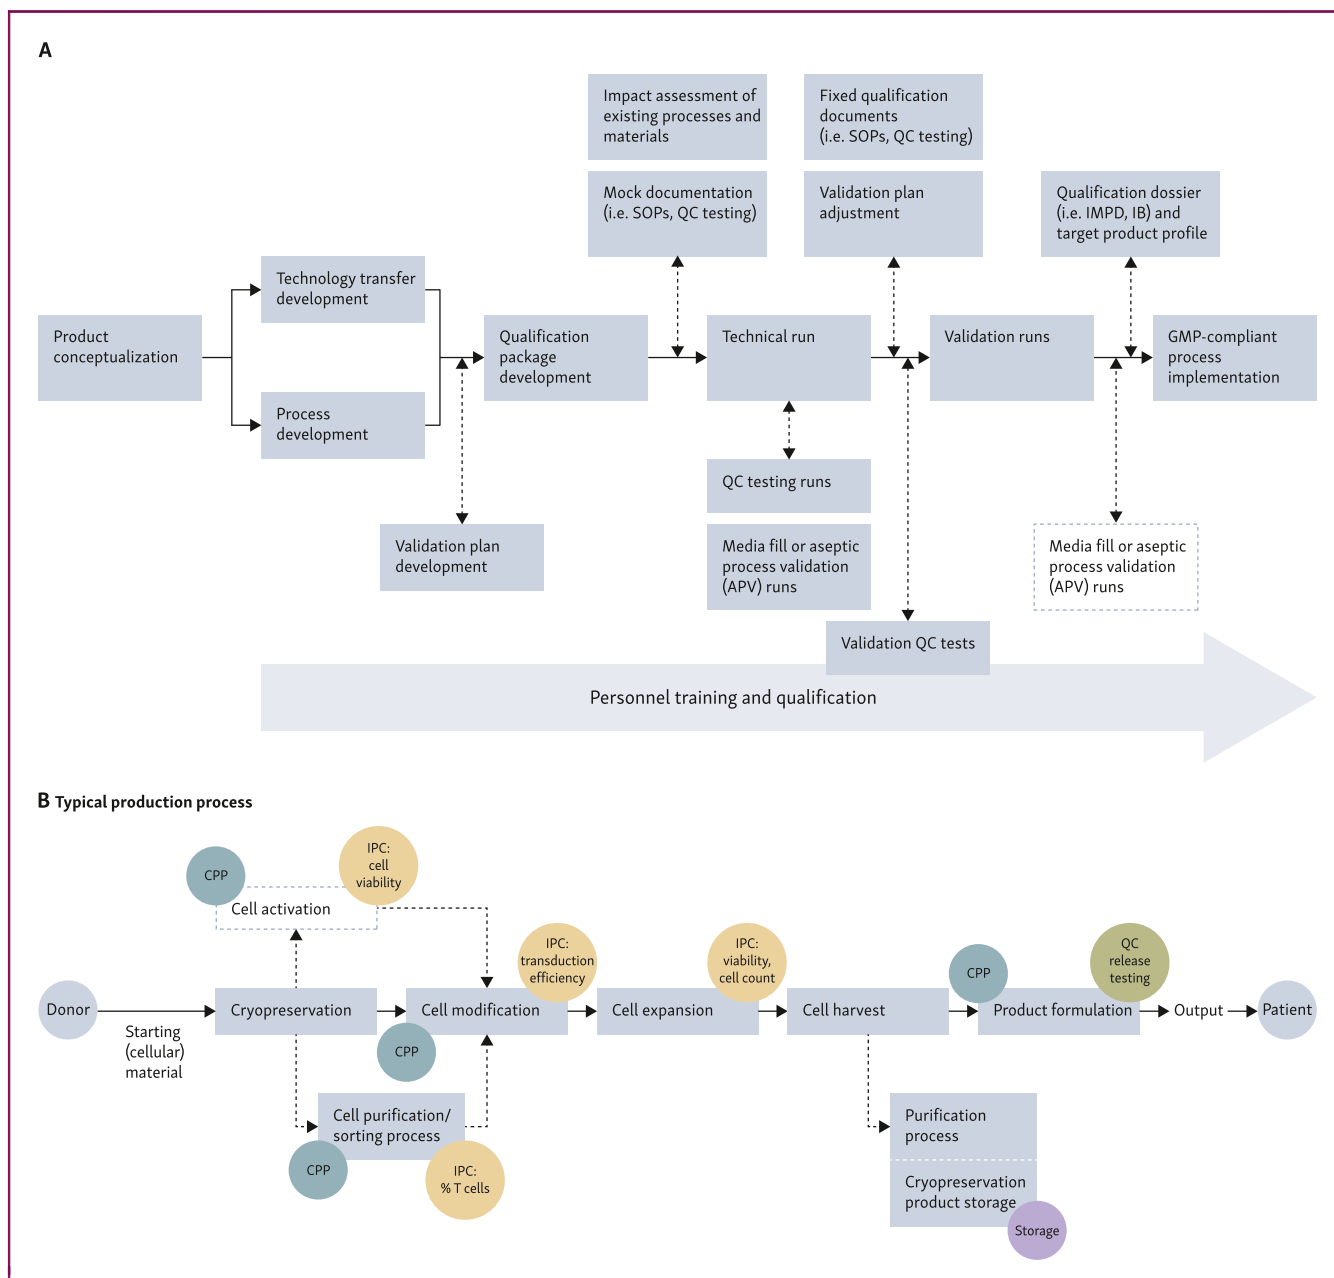 A
Impact assessment of
existing processes and
materials
Fixed qualification
documents
(i.e. SOPs, QC testing)
Mock documentation
(i.e. SOPs, QC testing)
Validation plan
adjustment
Qualification dossier
(i.e. IMPD, IB) and
target product profile
Technology transfer
development
Product
conceptualization
Qualification
package
development
Technical run
Validation runs
GMP-compliant
process
implementation
Process
development
QC testing runs
Validation plan
development
Media fill or aseptic
process validation
(APV) runs
Media fill or aseptic
process validation
(APV) runs
Validation QC tests
Personnel training and qualification
B Typical production process
CPP
IPC:
cell
viability
Cell activation
IPC:
transduction
efficiency
IPC:
viability,
cell count
CPP
QC
release
testing
Donor
Starting
(cellular)
material
Cryopreservation
Cell modification
CPP
Cell expansion
Cell harvest
Product formulation
Output
Patient
Cell purification/
sorting process
CPP
IPC:
% T cells
Purification
process
Cryopreservation
product storage
Storage